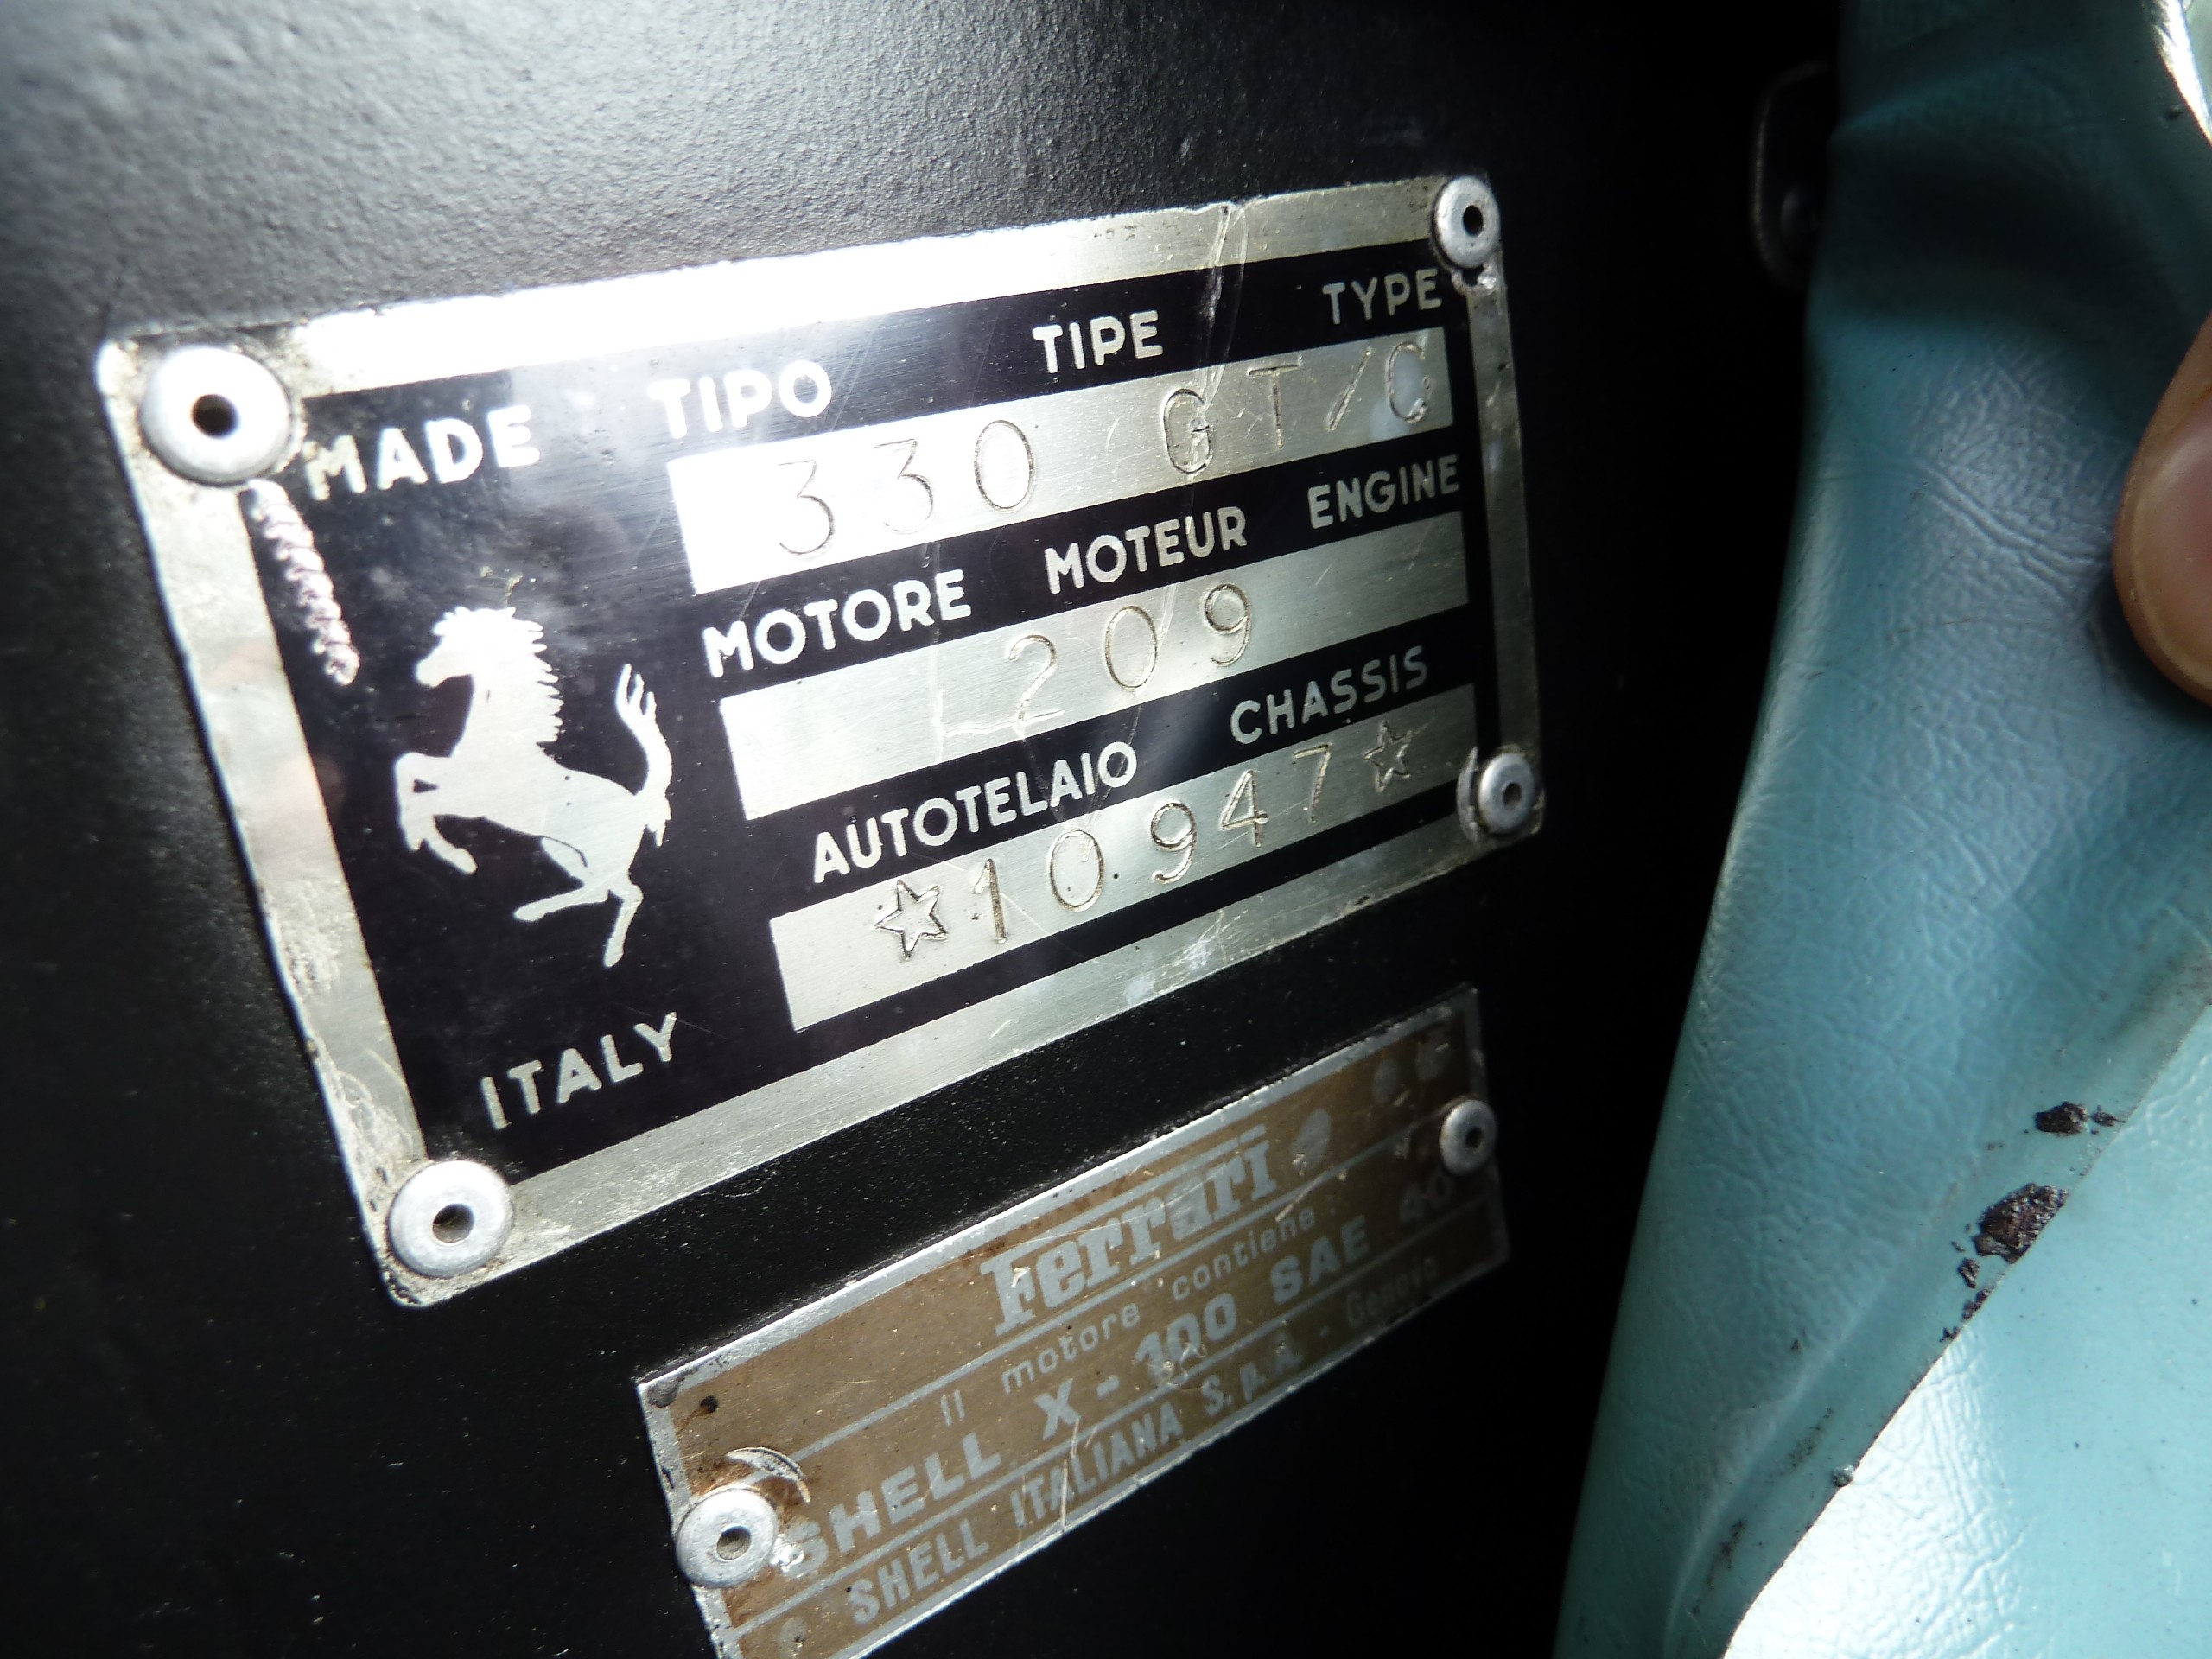 MADE TIPO TIPE TYPE
330 GT/C
MOTORE MOTEUR ENGINE
209
AUTOTELAIO CHASSIS
☆10947☆
ITALY
Ferrari
il motore contiene
SHELL X-100 SAE 40
SHELL ITALIANA S.p.A. - Genova